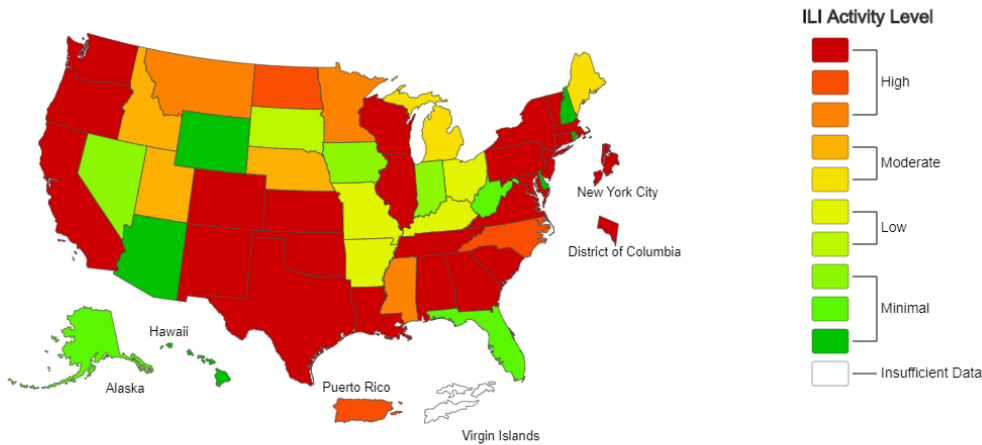 ILI Activity Level
High
Moderate
New York City
Low
District of Columbia
Minimal
Hawaii
Insufficient Data
Alaska
Puerto Rico
Virgin Islands